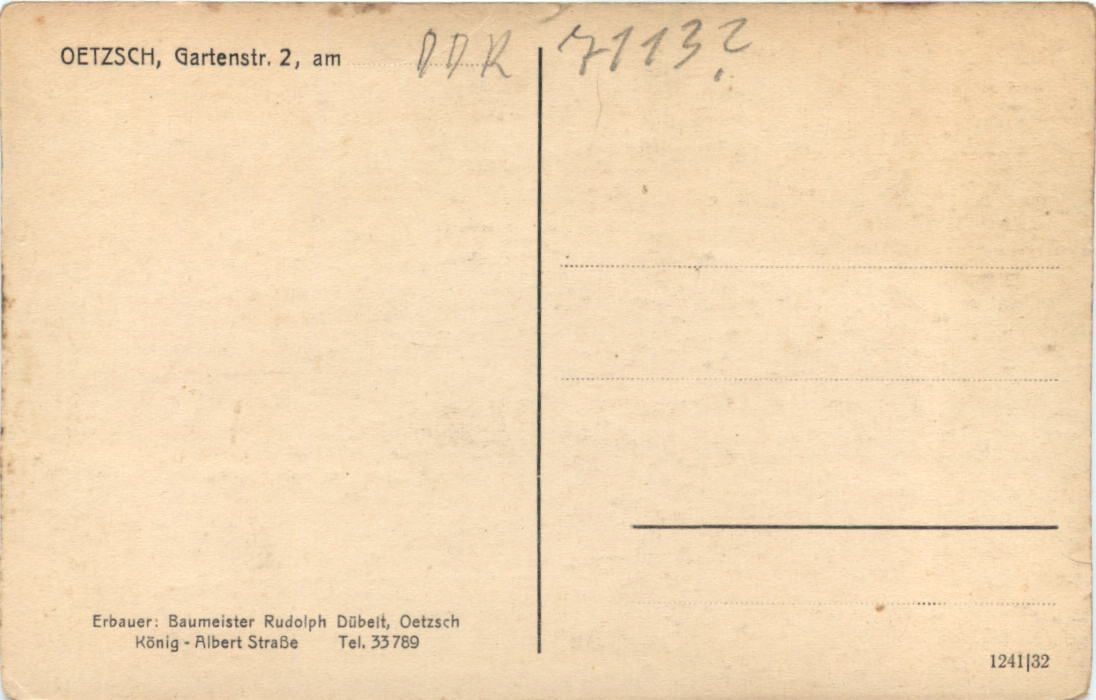 OETZSCH, Gartenstr. 2, am
DDR 7113?
Erbauer: Baumeister Rudolph Dübelt, Oetzsch
König - Albert Straße Tel. 33789
1241|32